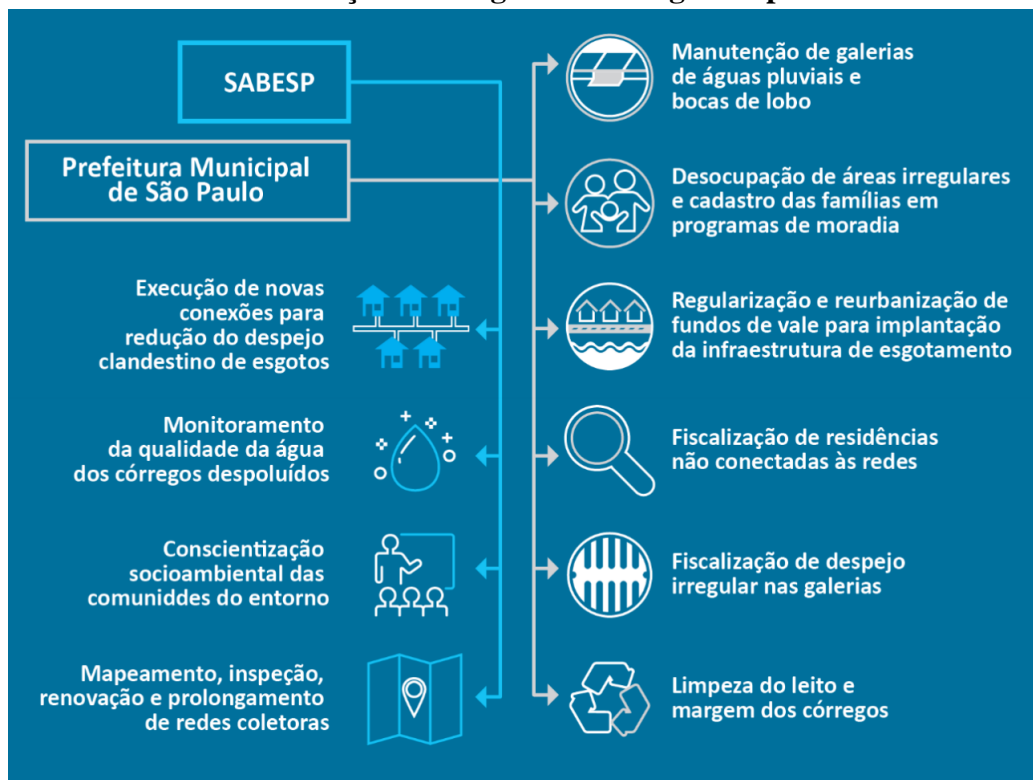 SABESP
Prefeitura Municipal
de São Paulo
Execução de novas
conexões para
redução do despejo
clandestino de esgotos
Monitoramento
da qualidade da água
dos córregos despoluídos
Conscientização
socioambiental das
comuniddes do entorno
Mapeamento, inspeção,
renovação e prolongamento
de redes coletoras
Manutenção de galerias
de águas pluviais e
bocas de lobo
Desocupação de áreas irregulares
e cadastro das famílias em
programas de moradia
Regularização e reurbanização de
fundos de vale para implantação
da infraestrutura de esgotamento
Fiscalização de residências
não conectadas às redes
Fiscalização de despejo
irregular nas galerias
Limpeza do leito e
margem dos córregos